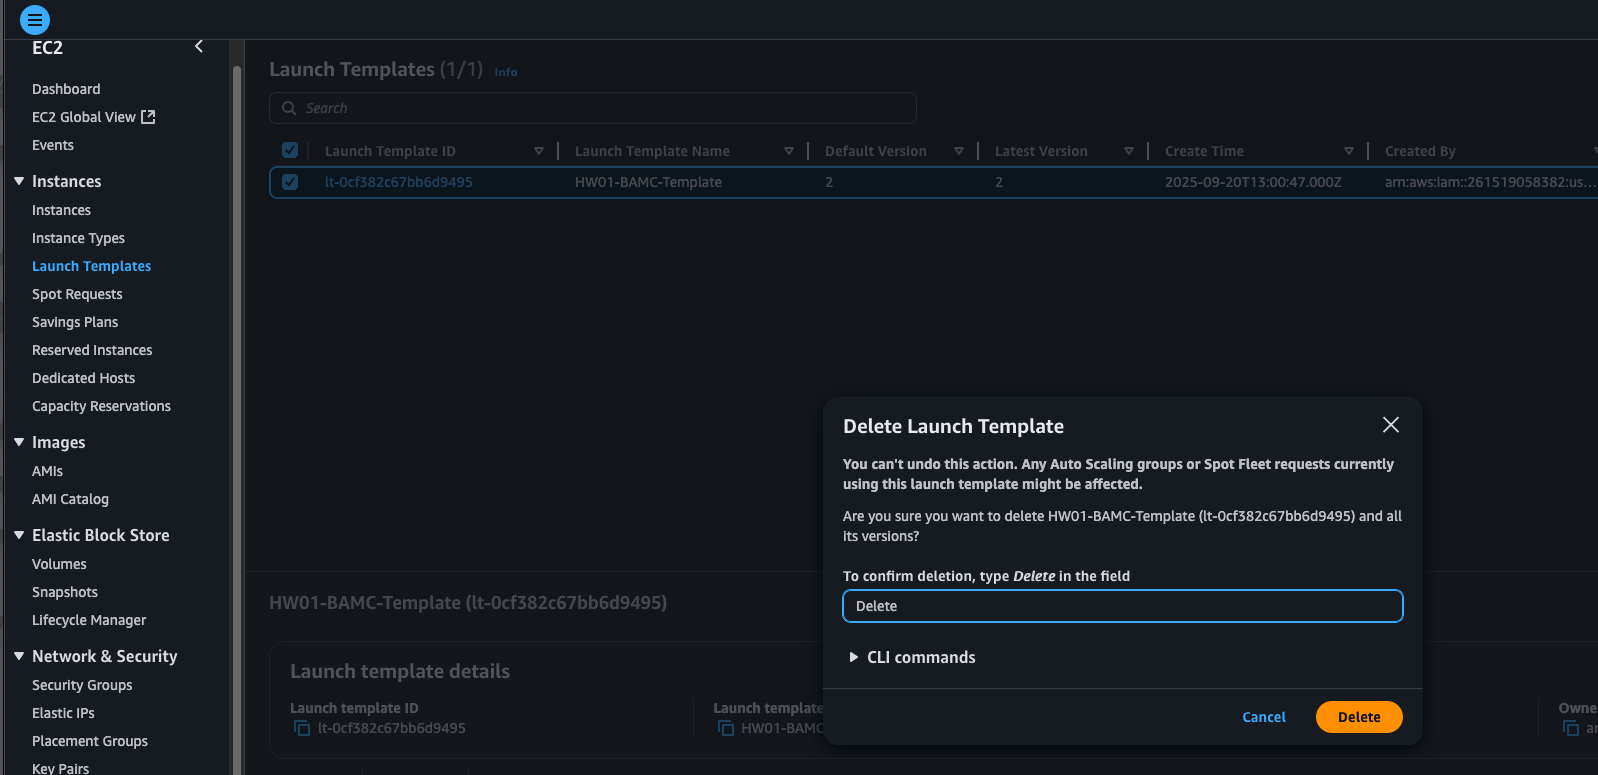 EC2
Dashboard
EC2 Global View
Events
Instances
Instances
Instance Types
Launch Templates
Spot Requests
Savings Plans
Reserved Instances
Dedicated Hosts
Capacity Reservations
Images
AMIs
AMI Catalog
Elastic Block Store
Volumes
Snapshots
Lifecycle Manager
Network & Security
Security Groups
Elastic IPs
Placement Groups
Key Pairs
Launch Templates (1/1) Info
Search
Launch Template ID Launch Template Name Default Version Latest Version Create Time Created By
lt-0cf382c67bb6d9495 HW01-BAMC-Template 2 2 2025-09-20T13:00:47.000Z arn:aws:iam::261519058382:us...
HW01-BAMC-Template (lt-0cf382c67bb6d9495)
Launch template details
Launch template ID Launch template Owne
lt-0cf382c67bb6d9495 HW01-BAMC
Delete Launch Template
You can't undo this action. Any Auto Scaling groups or Spot Fleet requests currently
using this launch template might be affected.
Are you sure you want to delete HW01-BAMC-Template (lt-0cf382c67bb6d9495) and all
its versions?
To confirm deletion, type Delete in the field
Delete
CLI commands
Cancel Delete